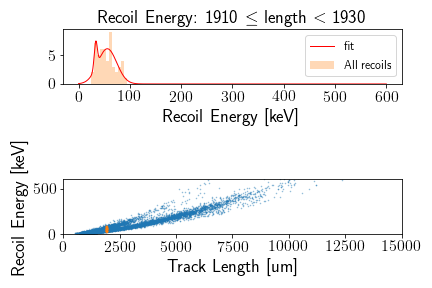 Recoil Energy: 1910 ≤ length < 1930
5
0
fit
All recoils
0 100 200 300 400 500 600
Recoil Energy [keV]
Recoil Energy [keV]
500
0
0 2500 5000 7500 10000 12500 15000
Track Length [um]